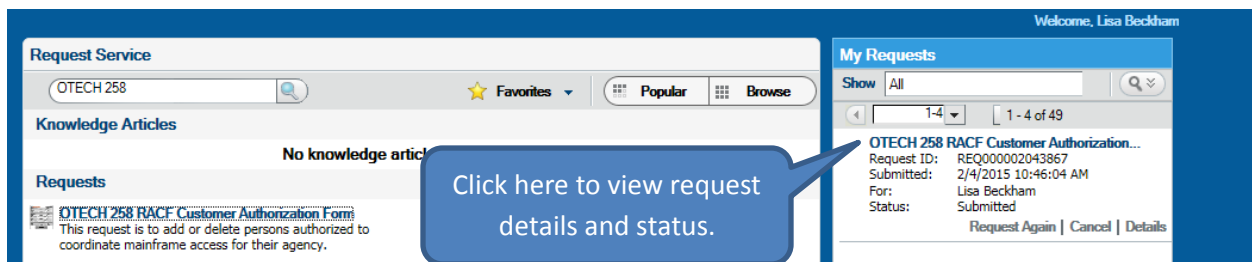 Welcome, Lisa Beckham
Request Service
OTECH 258
Favorites
Popular
Browse
Knowledge Articles
No knowledge
Requests
OTECH 258 RACF Customer Authorization Form
This request is to add or delete persons authorized to
coordinate mainframe access for their agency.
Click here to view request
details and status.
My Requests
Show All
1-4 1 - 4 of 49
OTECH 258 RACF Customer Authorization...
Request ID: REQ000002043867
Submitted: 2/4/2015 10:46:04 AM
For: Lisa Beckham
Status: Submitted
Request Again | Cancel | Details